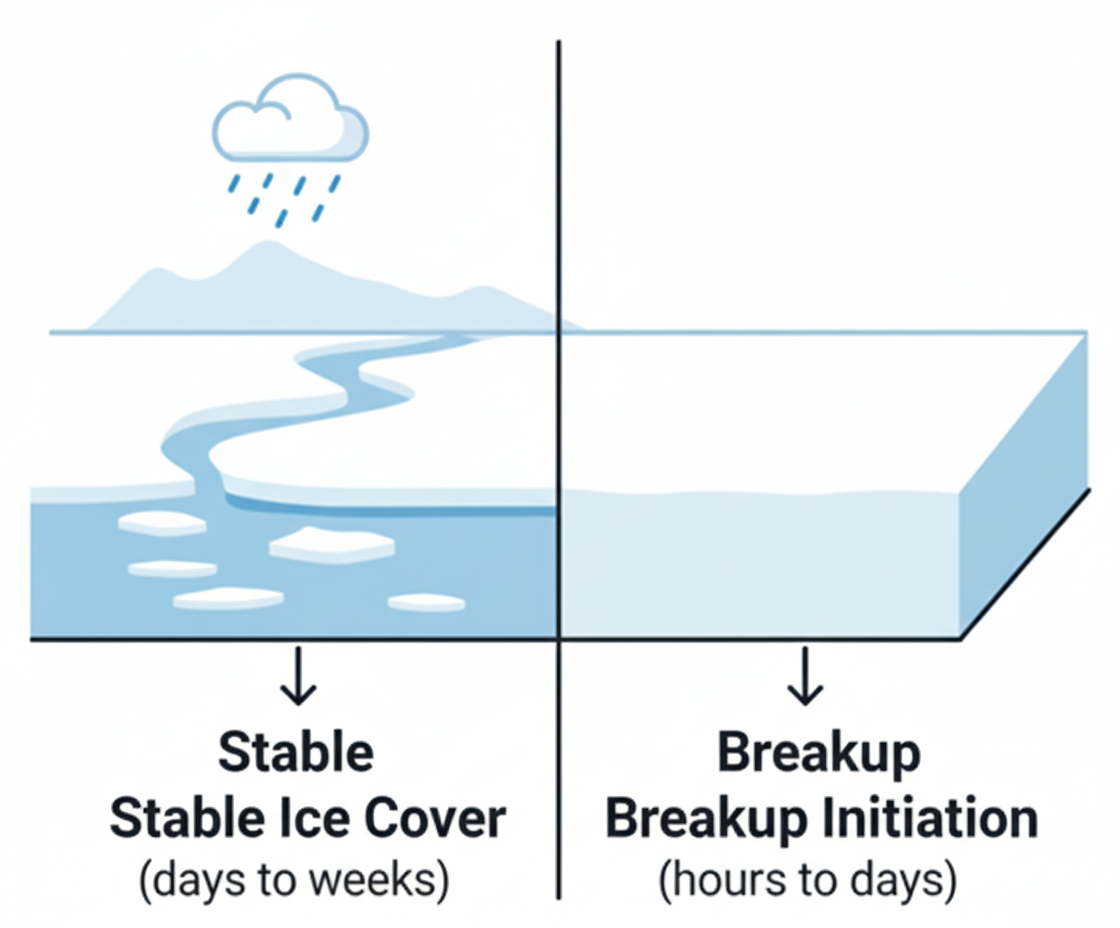 Stable
Stable Ice Cover
(days to weeks)
Breakup
Breakup Initiation
(hours to days)